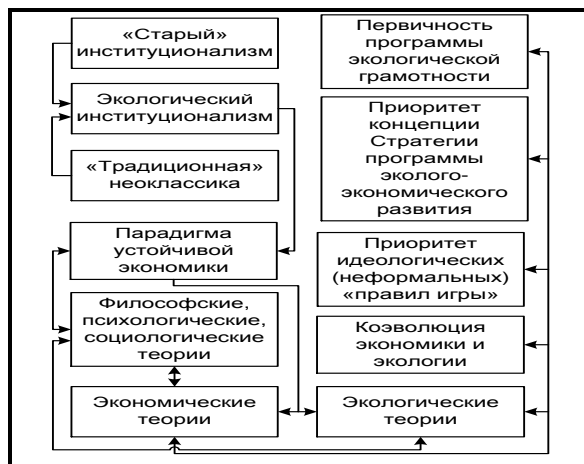 «Старый»
институционализм
Экологический
институционализм
«Традиционная»
неоклассика
Парадигма
устойчивой
экономики
Философские,
психологические,
социологические
теории
Экономические
теории
Первичность
программы
экологической
грамотности
Приоритет
концепции
Стратегии
программы
эколого-
экономического
развития
Приоритет
идеологических
(неформальных)
«правил игры»
Коэволюция
экономики и
экологии
Экологические
теории